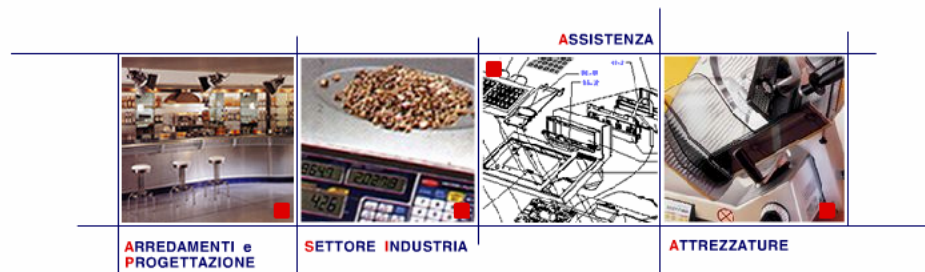 ASSISTENZA
ARREDAMENTI e
PROGETTAZIONE
SETTORE INDUSTRIA
ATTREZZATURE